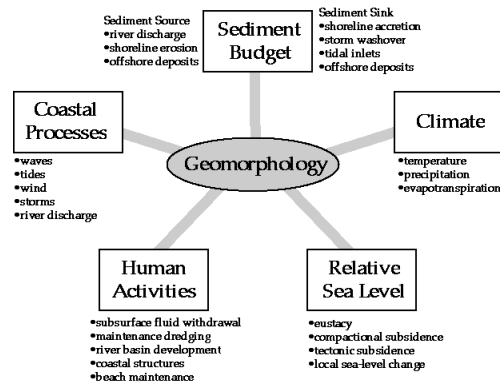 Sediment Source
•river discharge
•shoreline erosion
•offshore deposits
Sediment
Budget
Sediment Sink
•shoreline accretion
•storm washover
•tidal inlets
•offshore deposits
Coastal
Processes
•waves
•tides
•wind
•storms
•river discharge
Geomorphology
Climate
•temperature
•precipitation
•evapotranspiration
Human
Activities
•subsurface fluid withdrawal
•maintenance dredging
•river basin development
•coastal structures
•beach maintenance
Relative
Sea Level
•eustacy
•compactional subsidence
•tectonic subsidence
•local sea-level change